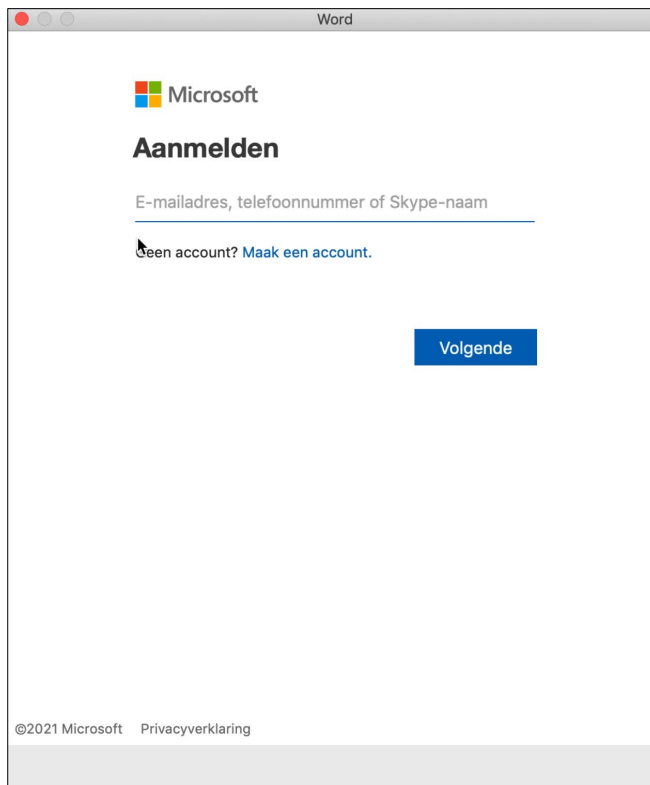 Word
Microsoft
Aanmelden
E-mailadres, telefoonnummer of Skype-naam
Geen account? Maak een account.
Volgende
©2021 Microsoft Privacyverklaring